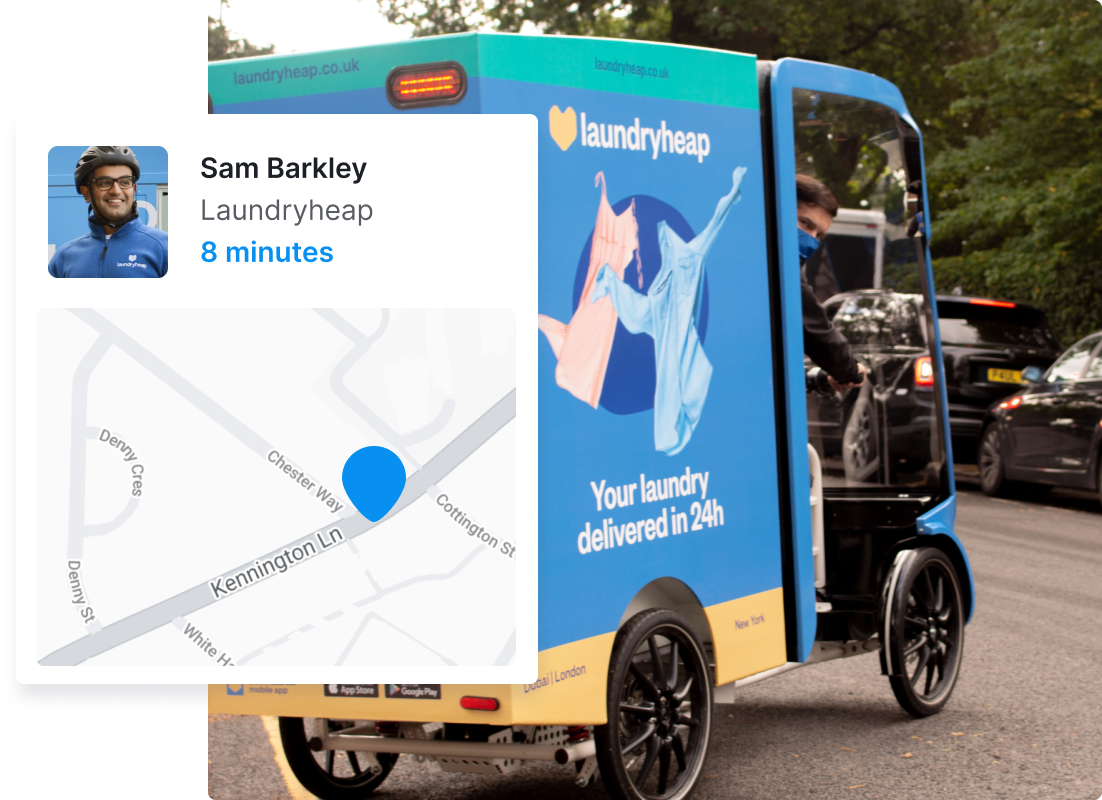 laundryheap.co.uk
laundryheap.co.uk
laundryheap
Sam Barkley
Laundryheap
8 minutes
laundryheap
Denny Cres
Chester Way
Cottington St
Kennington Ln
Denny St
White H
Your laundry
delivered in 24h
New York
Dubai | London
mobile app
App Store
Google Play